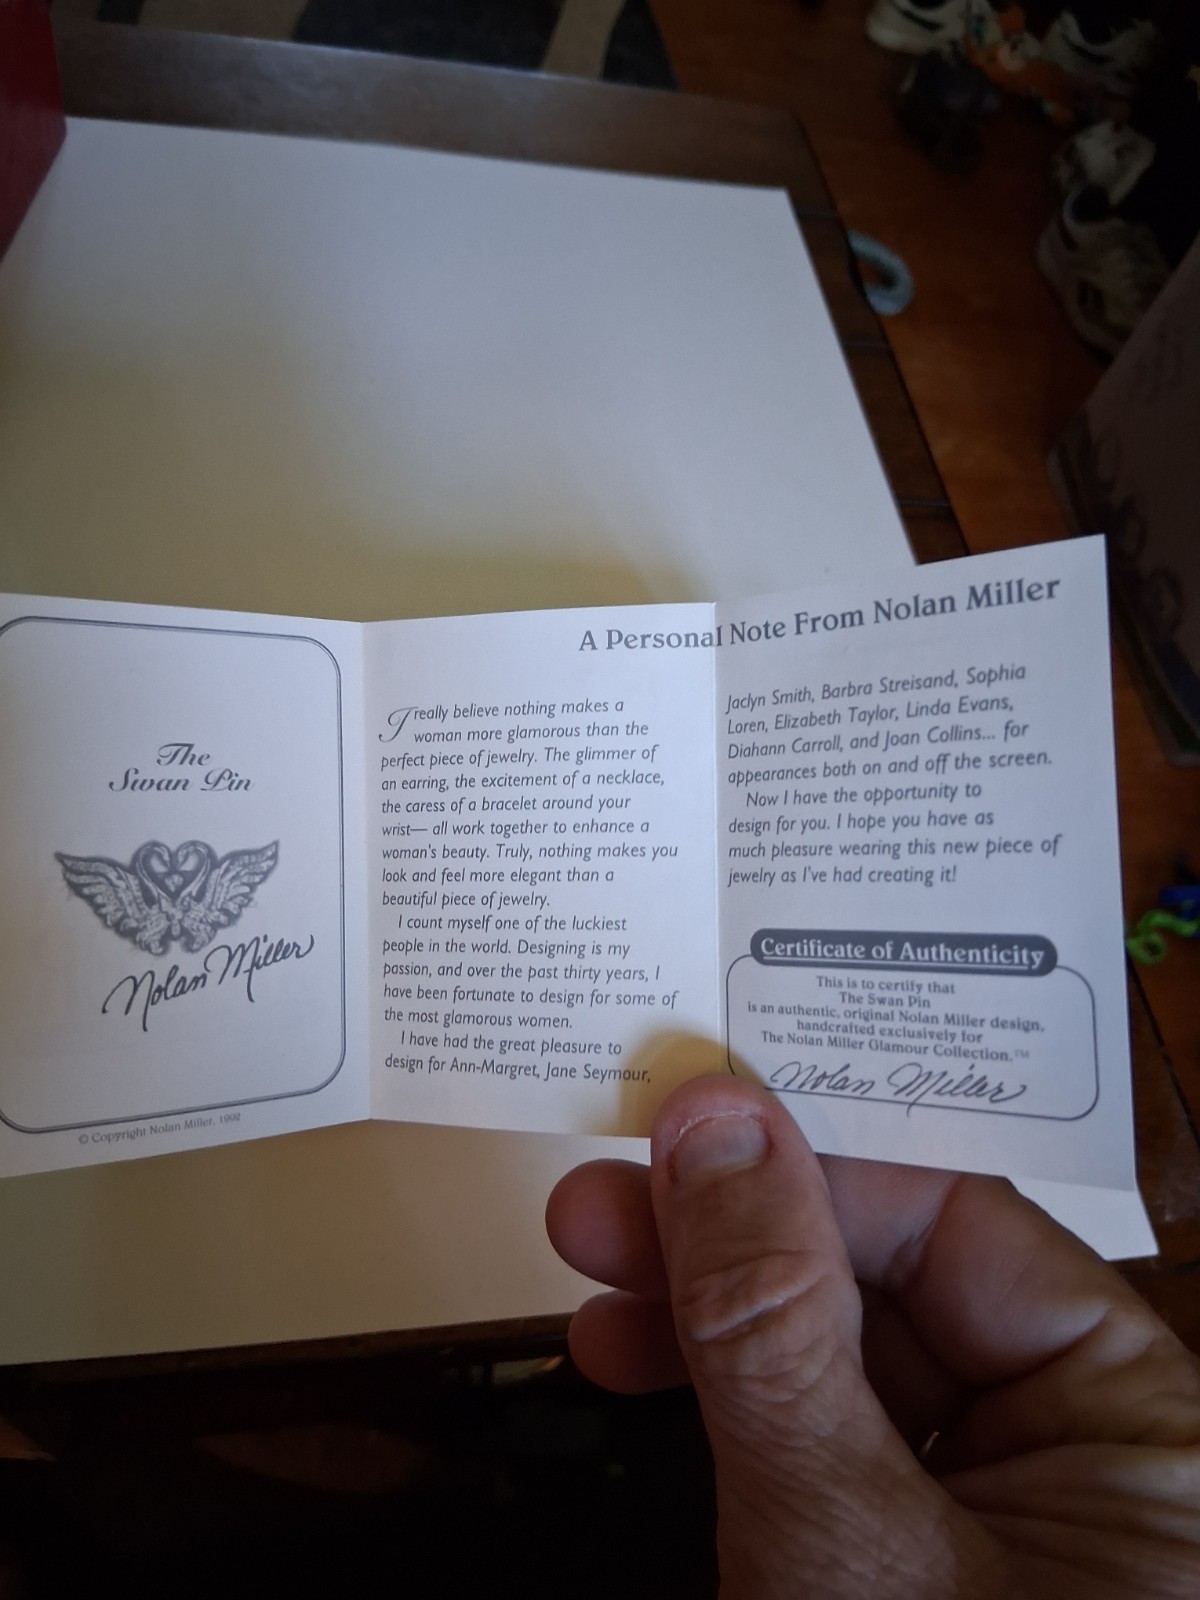 The
Swan Pin
Nolan Miller
© Copyright Nolan Miller, 1992
A Personal Note From Nolan Miller
I really believe nothing makes a
woman more glamorous than the
perfect piece of jewelry. The glimmer of
an earring, the excitement of a necklace,
the caress of a bracelet around your
wrist— all work together to enhance a
woman's beauty. Truly, nothing makes you
look and feel more elegant than a
beautiful piece of jewelry.
I count myself one of the luckiest
people in the world. Designing is my
passion, and over the past thirty years, I
have been fortunate to design for some of
the most glamorous women.
I have had the great pleasure to
design for Ann-Margret, Jane Seymour,
Jaclyn Smith, Barbra Streisand, Sophia
Loren, Elizabeth Taylor, Linda Evans,
Diahann Carroll, and Joan Collins... for
appearances both on and off the screen.
Now I have the opportunity to
design for you. I hope you have as
much pleasure wearing this new piece of
jewelry as I've had creating it!
Certificate of Authenticity
This is to certify that
The Swan Pin
is an authentic, original Nolan Miller design,
handcrafted exclusively for
The Nolan Miller Glamour Collection.™
Nolan Miller